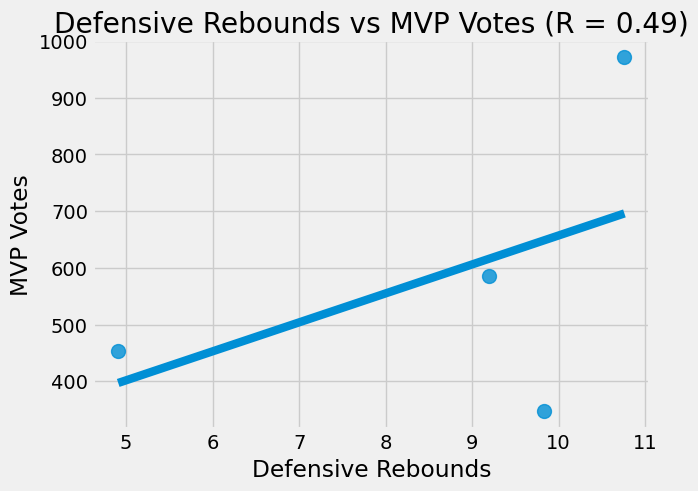 Defensive Rebounds vs MVP Votes (R = 0.49)
1000
900
800
700
600
500
400
MVP Votes
5 6 7 8 9 10 11
Defensive Rebounds